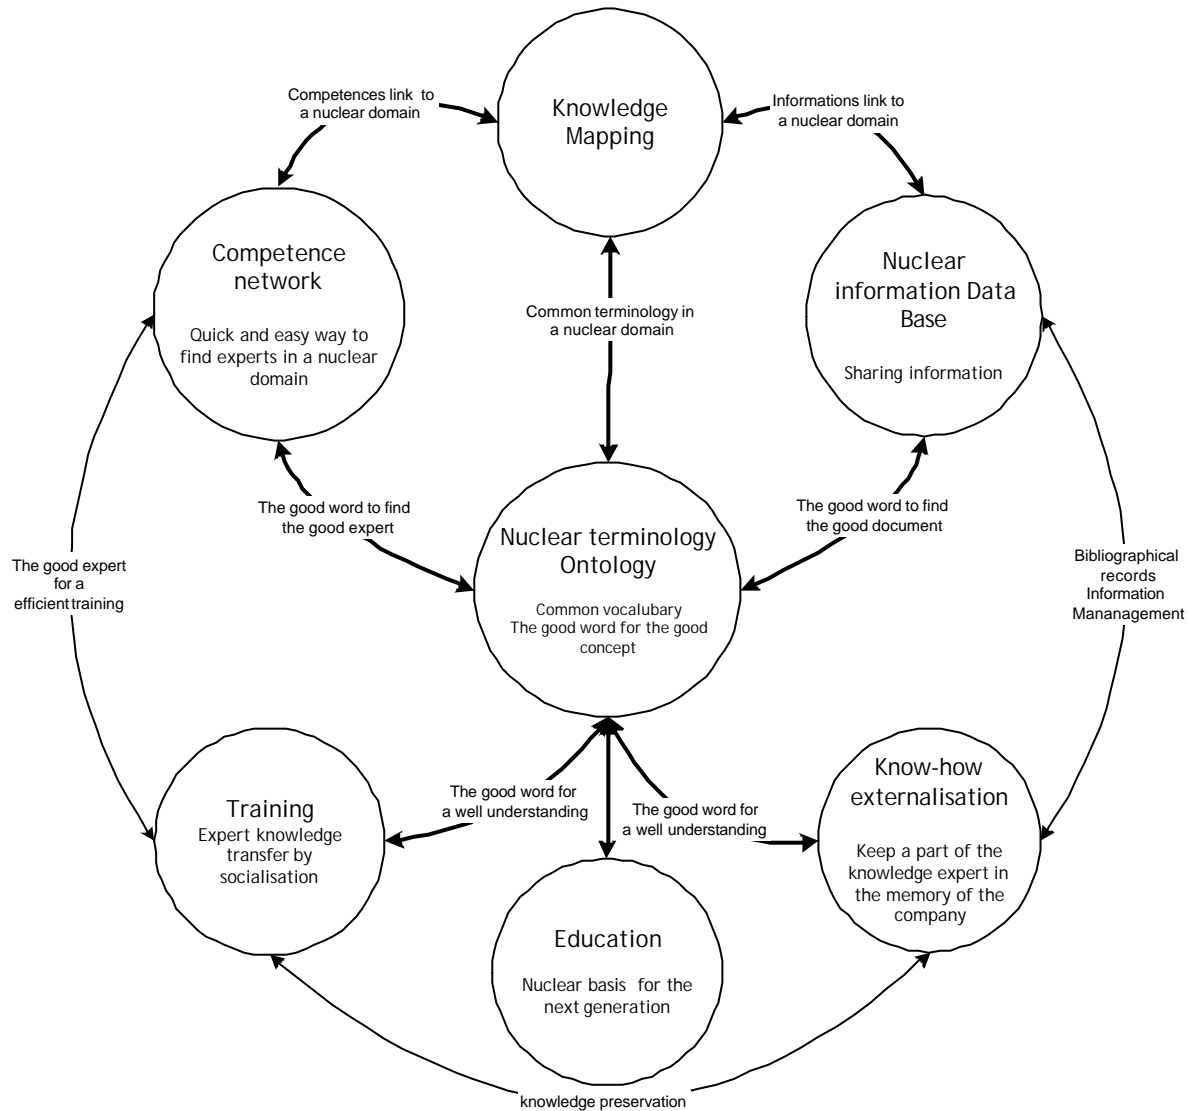 Knowledge
Mapping
Competences link to
a nuclear domain
Informations link to
a nuclear domain
Competence
network
Quick and easy way to
find experts in a nuclear
domain
Nuclear
information Data
Base
Sharing information
Common terminology in
a nuclear domain
The good word to find
the good expert
The good word to find
the good document
Nuclear terminology
Ontology
Common vocalubary
The good word for the good
concept
The good expert
for a
efficient training
Bibliographical
records
Information
Mananagement
Training
Expert knowledge
transfer by
socialisation
The good word for
a well understanding
The good word for
a well understanding
Know-how
externalisation
Keep a part of the
knowledge expert in
the memory of the
company
Education
Nuclear basis for the
next generation
knowledge preservation